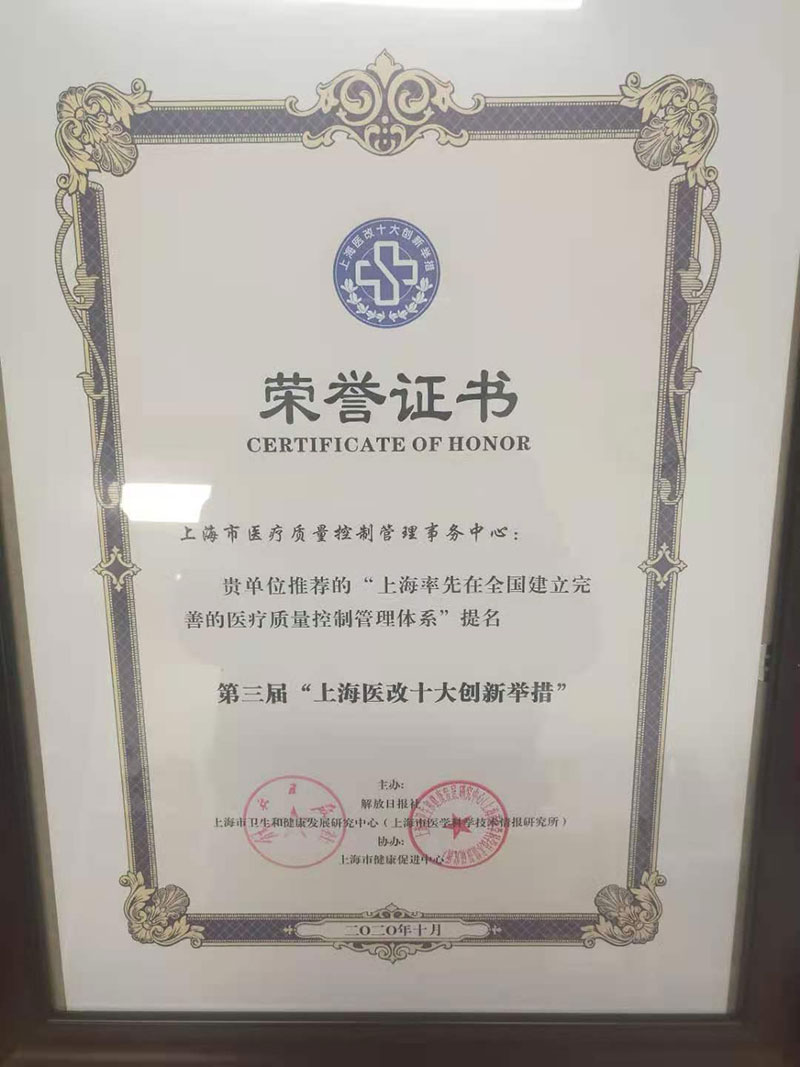 上海医改十大创新举措
荣誉证书
CERTIFICATE OF HONOR
上海市医疗质量控制管理事务中心：
贵单位推荐的“上海率先在全国建立完
善的医疗质量控制管理体系”提名
第三届“上海医改十大创新举措”
主办：
解放日报社
上海市卫生和健康发展研究中心（上海市医学科学技术情报研究所）
协办：
上海市健康促进中心
二〇二〇年十月